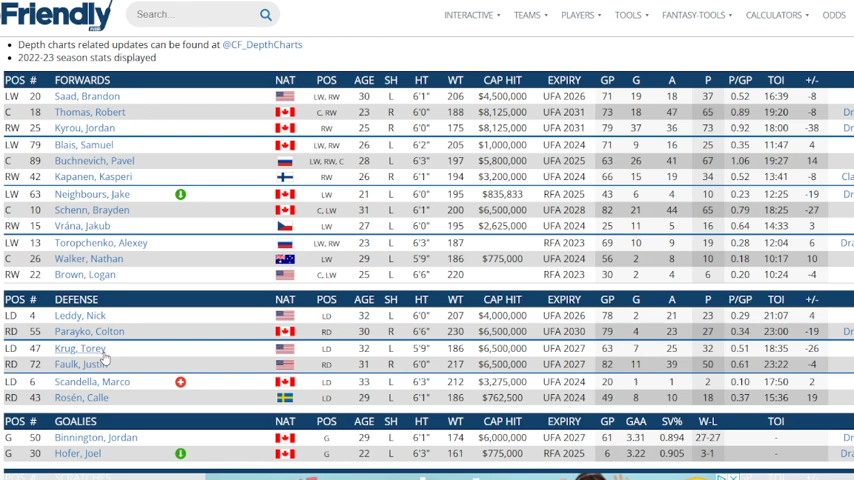 Friendly
Search...
INTERACTIVE TEAMS PLAYERS TOOLS FANTASY-TOOLS CALCULATORS ODDS
Depth charts related updates can be found at @CF_DepthCharts
2022-23 season stats displayed
POS # FORWARDS NAT POS AGE SH HT WT CAP HIT EXPIRY GP G A P P/GP TOI +/-
LW 20 Saad, Brandon LW, RW 30 L 6'1" 206 $4,500,000 UFA 2026 71 19 18 37 0.52 16:39 -8
C 18 Thomas, Robert C, RW 23 R 6'0" 188 $8,125,000 UFA 2031 73 18 47 65 0.89 19:20 -8 Dr
RW 25 Kyrou, Jordan RW 25 R 6'0" 175 $8,125,000 UFA 2031 79 37 36 73 0.92 18:00 -38 Dr
LW 79 Blais, Samuel LW, RW 26 L 6'2" 205 $1,000,000 UFA 2024 71 9 16 25 0.35 11:47 4
C 89 Buchnevich, Pavel LW, RW, C 28 L 6'3" 197 $5,800,000 UFA 2025 63 26 41 67 1.06 19:27 14
RW 42 Kapanen, Kasperi RW 26 R 6'1" 194 $3,200,000 UFA 2024 66 15 19 34 0.52 13:41 -8 Cla
LW 63 Neighbours, Jake LW 21 L 6'0" 195 $835,833 RFA 2025 43 6 4 10 0.23 12:25 -19 Dr
C 10 Schenn, Brayden C, LW 31 L 6'1" 200 $6,500,000 UFA 2028 82 21 44 65 0.79 18:25 -27
RW 15 Vrána, Jakub LW 27 L 6'0" 195 $2,625,000 UFA 2024 25 11 5 16 0.64 14:33 3
LW 13 Toropchenko, Alexey LW, RW 23 L 6'3" 187 RFA 2023 69 10 9 19 0.28 12:04 6 Dr
C 26 Walker, Nathan LW 29 L 5'9" 186 $775,000 UFA 2024 56 2 8 10 0.18 10:17 10
RW 22 Brown, Logan C, LW 25 L 6'6" 220 RFA 2023 30 2 4 6 0.20 10:24 -4
POS # DEFENSE NAT POS AGE SH HT WT CAP HIT EXPIRY GP G A P P/GP TOI +/-
LD 4 Leddy, Nick LD 32 L 6'0" 207 $4,000,000 UFA 2026 78 2 21 23 0.29 21:07 4
RD 55 Parayko, Colton RD 30 R 6'6" 230 $6,500,000 UFA 2030 79 4 23 27 0.34 23:00 -19 Dr
LD 47 Krug, Torey LD 32 L 5'9" 186 $6,500,000 UFA 2027 63 7 25 32 0.51 18:35 -26
RD 72 Faulk, Justin RD 31 R 6'0" 217 $6,500,000 UFA 2027 82 11 39 50 0.61 23:22 -4
LD 6 Scandella, Marco LD 33 L 6'3" 212 $3,275,000 UFA 2024 20 1 1 2 0.10 17:50 2
RD 43 Rosén, Calle LD 29 L 6'1" 186 $762,500 UFA 2024 49 8 10 18 0.37 15:36 19
POS # GOALIES NAT POS AGE SH HT WT CAP HIT EXPIRY GP GAA SV% W-L TOI
G 50 Binnington, Jordan G 29 L 6'1" 174 $6,000,000 UFA 2027 61 3.31 0.894 27-27 - Dr
G 30 Hofer, Joel G 22 L 6'3" 161 $775,000 RFA 2025 6 3.22 0.905 3-1 - Dr